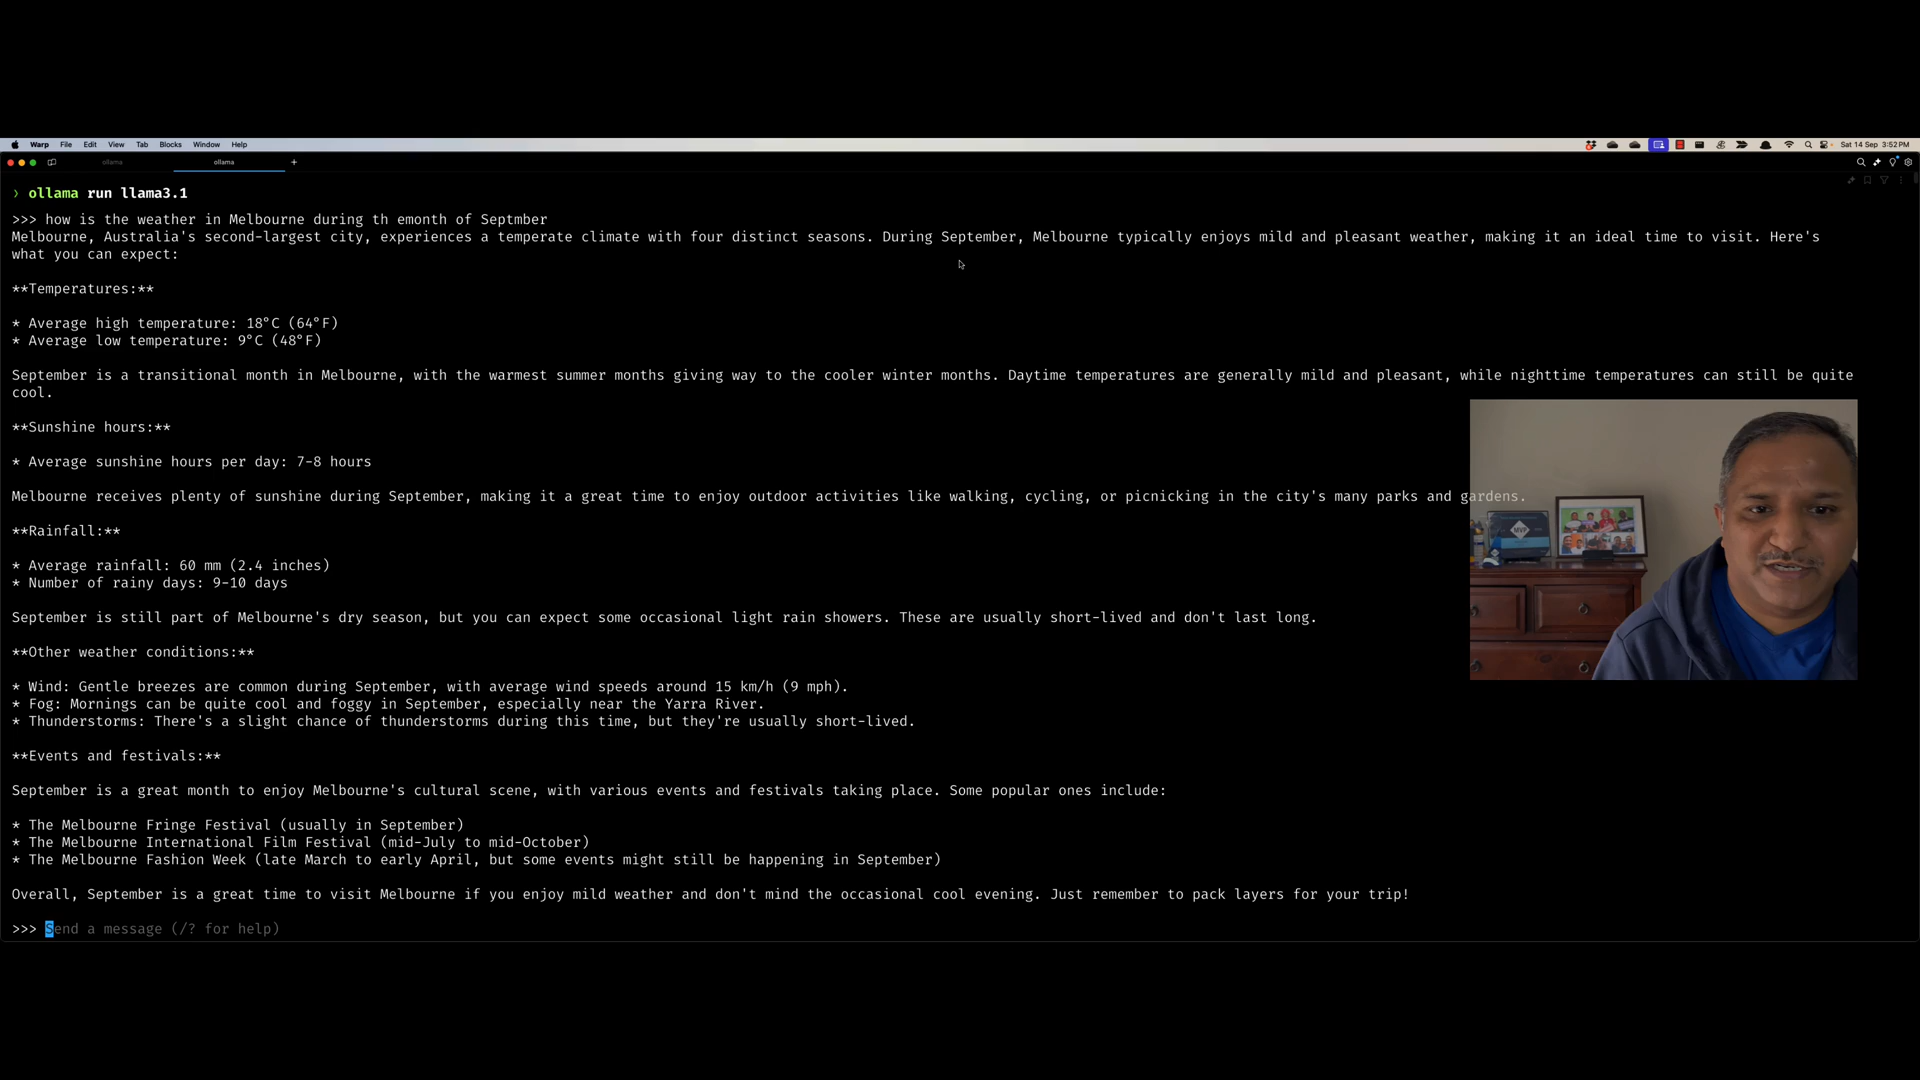 Warp File Edit View Tab Blocks Window Help
Sat 14 Sep 3:52 PM
ollama
ollama
+
› ollama run llama3.1
>>> how is the weather in Melbourne during th emonth of Septmber
Melbourne, Australia's second-largest city, experiences a temperate climate with four distinct seasons. During September, Melbourne typically enjoys mild and pleasant weather, making it an ideal time to visit. Here's
what you can expect:
**Temperatures:**
* Average high temperature: 18°C (64°F)
* Average low temperature: 9°C (48°F)
September is a transitional month in Melbourne, with the warmest summer months giving way to the cooler winter months. Daytime temperatures are generally mild and pleasant, while nighttime temperatures can still be quite
cool.
**Sunshine hours:**
* Average sunshine hours per day: 7-8 hours
Melbourne receives plenty of sunshine during September, making it a great time to enjoy outdoor activities like walking, cycling, or picnicking in the city's many parks and gardens.
MVP
**Rainfall:**
* Average rainfall: 60 mm (2.4 inches)
* Number of rainy days: 9-10 days
September is still part of Melbourne's dry season, but you can expect some occasional light rain showers. These are usually short-lived and don't last long.
**Other weather conditions:**
* Wind: Gentle breezes are common during September, with average wind speeds around 15 km/h (9 mph).
* Fog: Mornings can be quite cool and foggy in September, especially near the Yarra River.
* Thunderstorms: There's a slight chance of thunderstorms during this time, but they're usually short-lived.
**Events and festivals:**
September is a great month to enjoy Melbourne's cultural scene, with various events and festivals taking place. Some popular ones include:
* The Melbourne Fringe Festival (usually in September)
* The Melbourne International Film Festival (mid-July to mid-October)
* The Melbourne Fashion Week (late March to early April, but some events might still be happening in September)
Overall, September is a great time to visit Melbourne if you enjoy mild weather and don't mind the occasional cool evening. Just remember to pack layers for your trip!
>>> Send a message (/? for help)